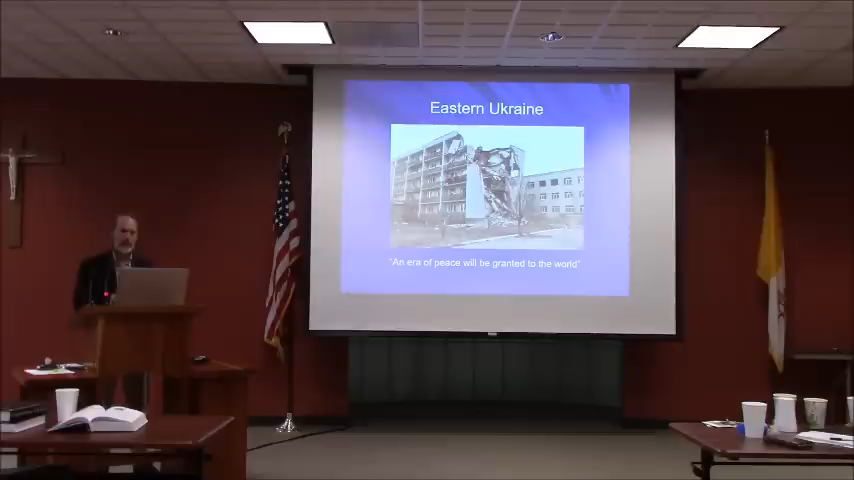 Eastern Ukraine
"An era of peace will be granted to the world"